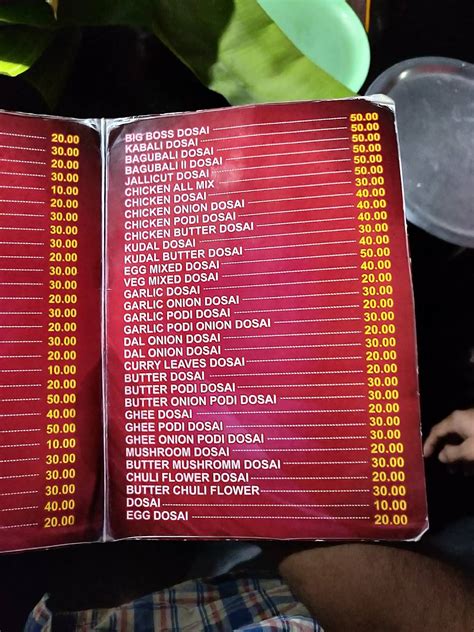 20.00
30.00
20.00
30.00
10.00
20.00
30.00
20.00
30.00
20.00
30.00
20.00
30.00
20.00
30.00
20.00
30.00
20.00
10.00
20.00
30.00
50.00
40.00
50.00
10.00
30.00
20.00
30.00
30.00
40.00
20.00
BIG BOSS DOSAI 50.00
KABALI DOSAI 50.00
BAGUBALI DOSAI 50.00
BAGUBALI II DOSAI 50.00
JALLICUT DOSAI 50.00
CHICKEN ALL MIX 50.00
CHICKEN DOSAI 30.00
CHICKEN ONION DOSAI 40.00
CHICKEN PODI DOSAI 30.00
CHICKEN BUTTER DOSAI 40.00
KUDAL DOSAI 40.00
KUDAL BUTTER DOSAI 50.00
EGG MIXED DOSAI 40.00
VEG MIXED DOSAI 30.00
GARLIC DOSAI 20.00
GARLIC ONION DOSAI 30.00
GARLIC PODI DOSAI 30.00
GARLIC PODI ONION DOSAI 30.00
DAL ONION DOSAI 20.00
DAL ONION DOSAI 30.00
CURRY LEAVES DOSAI 20.00
BUTTER DOSAI 20.00
BUTTER PODI DOSAI 30.00
BUTTER ONION PODI DOSAI 30.00
GHEE DOSAI 20.00
GHEE PODI DOSAI 30.00
GHEE ONION PODI DOSAI 30.00
MUSHROOM DOSAI 20.00
BUTTER MUSHROMM DOSAI 30.00
CHULI FLOWER DOSAI 20.00
BUTTER CHULI FLOWER 30.00
DOSAI 10.00
EGG DOSAI 20.00